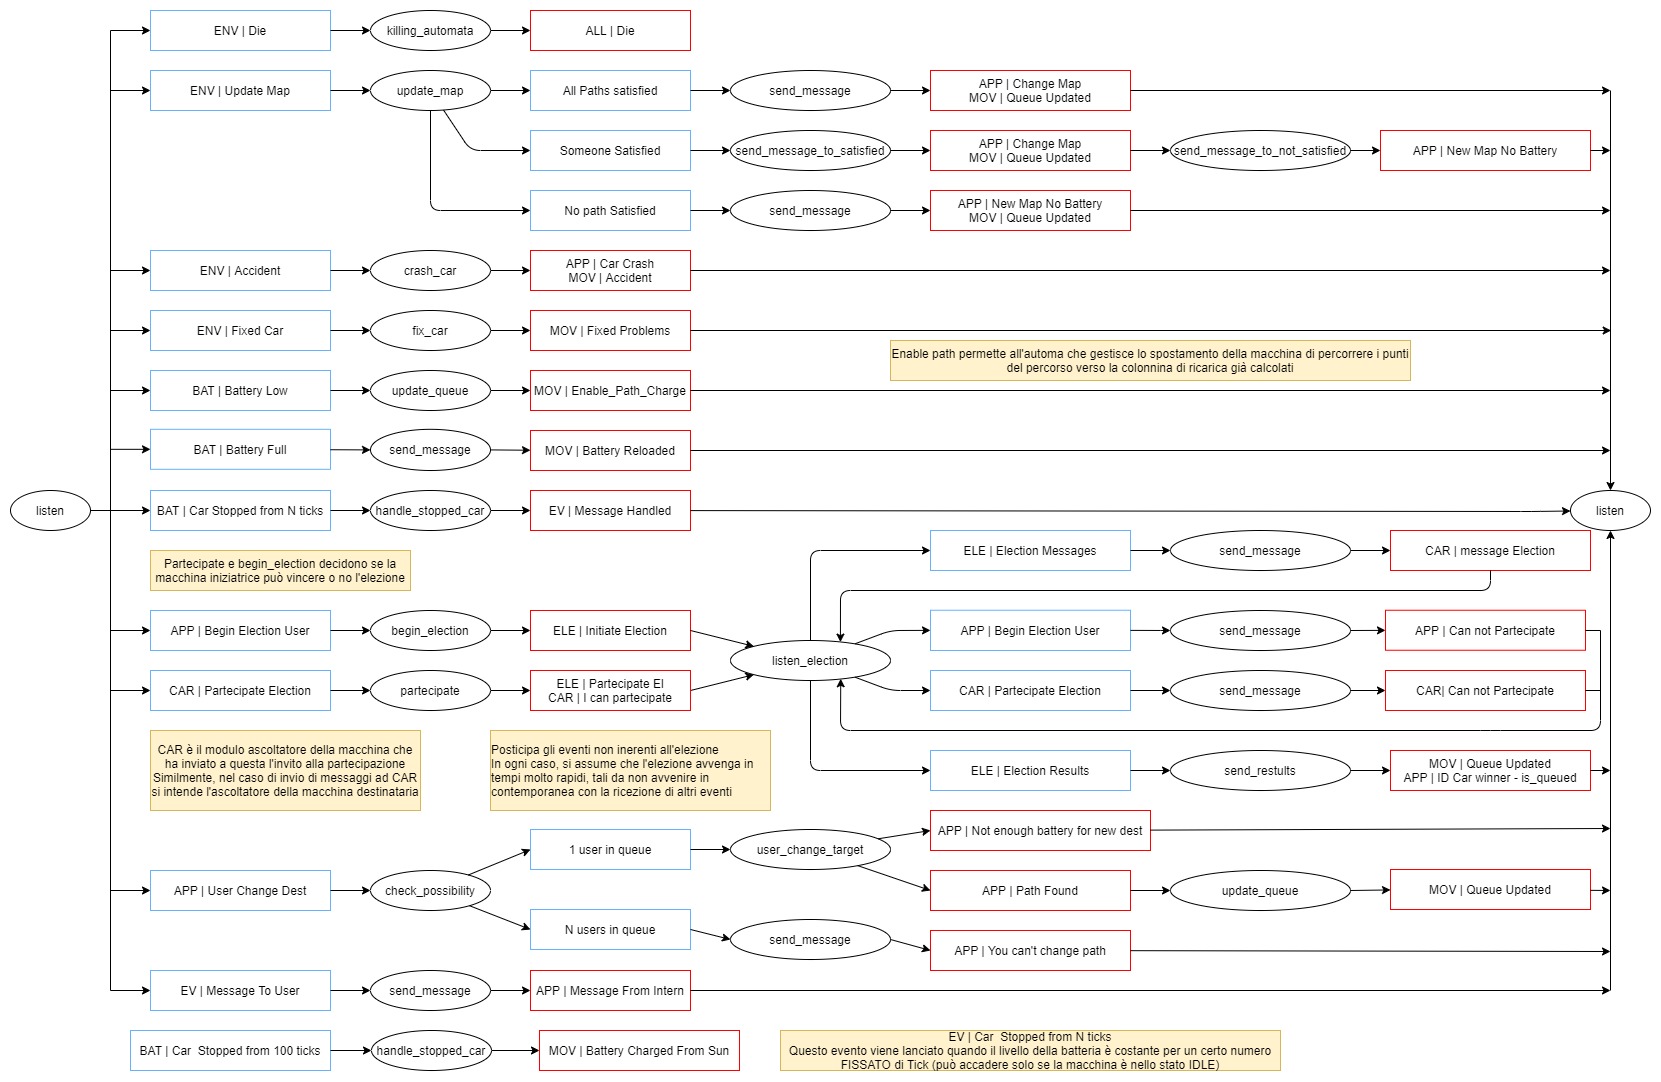 ENV | Die
killing_automata
ALL | Die
ENV | Update Map
update_map
All Paths satisfied
send_message
APP | Change Map
MOV | Queue Updated
Someone Satisfied
send_message_to_satisfied
APP | Change Map
MOV | Queue Updated
send_message_to_not_satisfied
APP | New Map No Battery
No path Satisfied
send_message
APP | New Map No Battery
MOV | Queue Updated
ENV | Accident
crash_car
APP | Car Crash
MOV | Accident
ENV | Fixed Car
fix_car
MOV | Fixed Problems
Enable path permette all'automa che gestisce lo spostamento della macchina di percorrere i punti
del percorso verso la colonnina di ricarica già calcolati
BAT | Battery Low
update_queue
MOV | Enable_Path_Charge
BAT | Battery Full
send_message
MOV | Battery Reloaded
listen
BAT | Car Stopped from N ticks
handle_stopped_car
EV | Message Handled
listen
Partecipate e begin_election decidono se la
macchina iniziatrice può vincere o no l'elezione
ELE | Election Messages
send_message
CAR | message Election
APP | Begin Election User
begin_election
ELE | Initiate Election
listen_election
APP | Begin Election User
send_message
APP | Can not Partecipate
CAR | Partecipate Election
partecipate
ELE | Partecipate El
CAR | I can partecipate
CAR | Partecipate Election
send_message
CAR| Can not Partecipate
CAR è il modulo ascoltatore della macchina che
ha inviato a questa l'invito alla partecipazione
Similmente, nel caso di invio di messaggi ad CAR
si intende l'ascoltatore della macchina destinataria
Posticipa gli eventi non inerenti all'elezione
In ogni caso, si assume che l'elezione avvenga in
tempi molto rapidi, tali da non avvenire in
contemporanea con la ricezione di altri eventi
ELE | Election Results
send_restults
MOV | Queue Updated
APP | ID Car winner - is_queued
APP | User Change Dest
check_possibility
1 user in queue
user_change_target
APP | Not enough battery for new dest
APP | Path Found
update_queue
MOV | Queue Updated
N users in queue
send_message
APP | You can't change path
EV | Message To User
send_message
APP | Message From Intern
BAT | Car  Stopped from 100 ticks
handle_stopped_car
MOV | Battery Charged From Sun
EV | Car  Stopped from N ticks
Questo evento viene lanciato quando il livello della batteria è costante per un certo numero
FISSATO di Tick (può accadere solo se la macchina è nello stato IDLE)